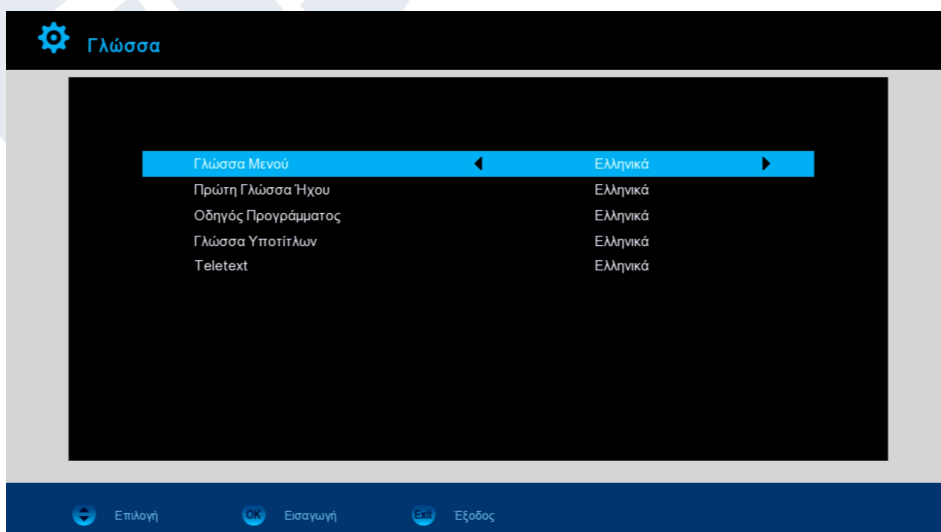 Γλώσσα
Γλώσσα Μενού Ελληνικά
Πρώτη Γλώσσα Ήχου Ελληνικά
Οδηγός Προγράμματος Ελληνικά
Γλώσσα Υποτίτλων Ελληνικά
Teletext Ελληνικά
Επιλογή OK Εισαγωγή Exit Έξοδος